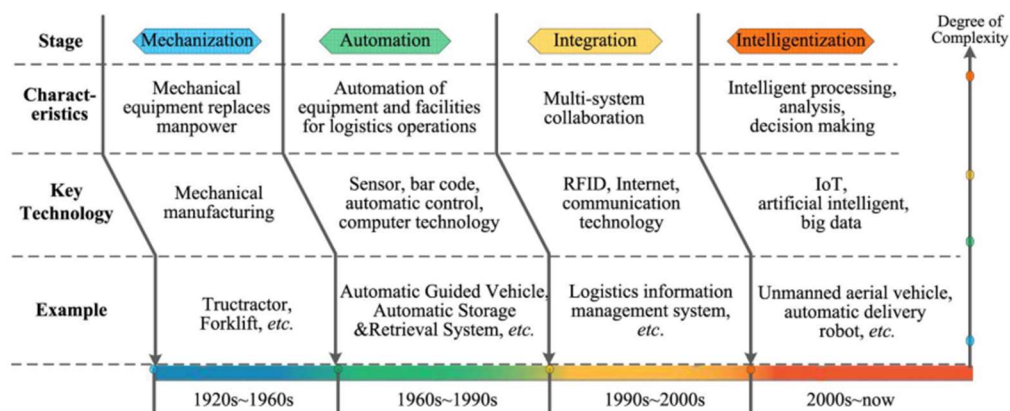 Degree of
Complexity
Stage
Mechanization
Automation
Integration
Intelligentization
Charact-
eristics
Mechanical
equipment replaces
manpower
Automation of
equipment and facilities
for logistics operations
Multi-system
collaboration
Intelligent processing,
analysis,
decision making
Key
Technology
Mechanical
manufacturing
Sensor, bar code,
automatic control,
computer technology
RFID, Internet,
communication
technology
IoT,
artificial intelligent,
big data
Example
Tructractor,
Forklift, etc.
Automatic Guided Vehicle,
Automatic Storage
&Retrieval System, etc.
Logistics information
management system,
etc.
Unmanned aerial vehicle,
automatic delivery
robot, etc.
1920s~1960s
1960s~1990s
1990s~2000s
2000s~now